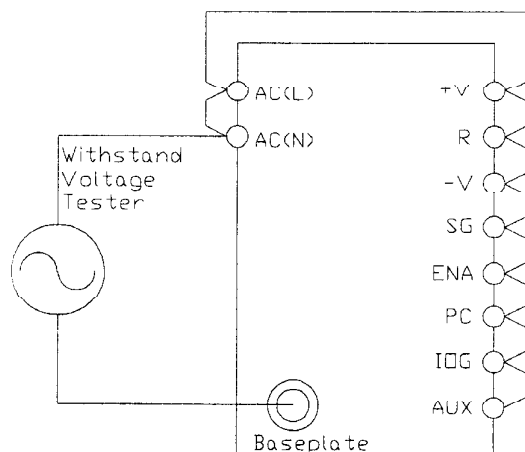 AC(L)
+V
AC(N)
R
Withstand
Voltage
Tester
-V
SG
ENA
PC
IOG
AUX
Baseplate